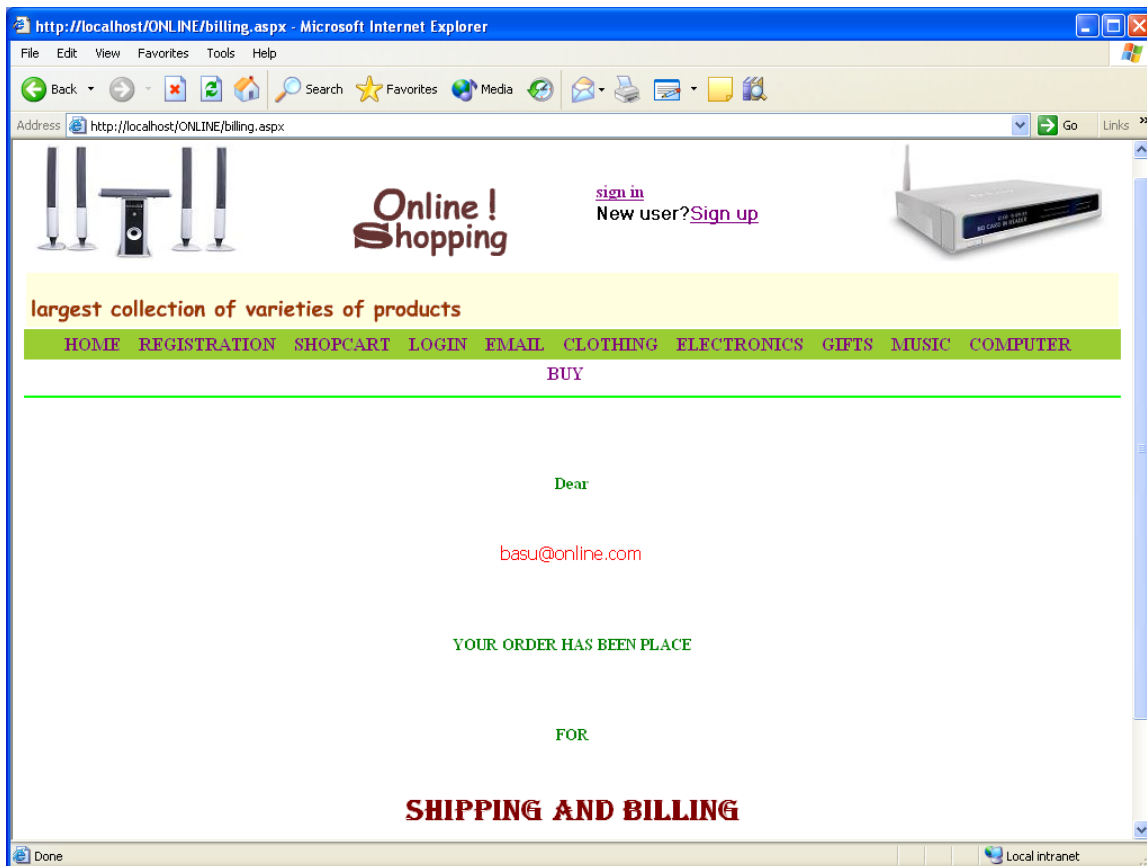 http://localhost/ONLINE/billing.aspx - Microsoft Internet Explorer
File Edit View Favorites Tools Help
Back Search Favorites Media
Address http://localhost/ONLINE/billing.aspx Go Links »
Online !
Shopping
sign in
New user?Sign up
largest collection of varieties of products
HOME REGISTRATION SHOPCART LOGIN EMAIL CLOTHING ELECTRONICS GIFTS MUSIC COMPUTER
BUY
Dear
basu@online.com
YOUR ORDER HAS BEEN PLACE
FOR
SHIPPING AND BILLING
Done Local intranet